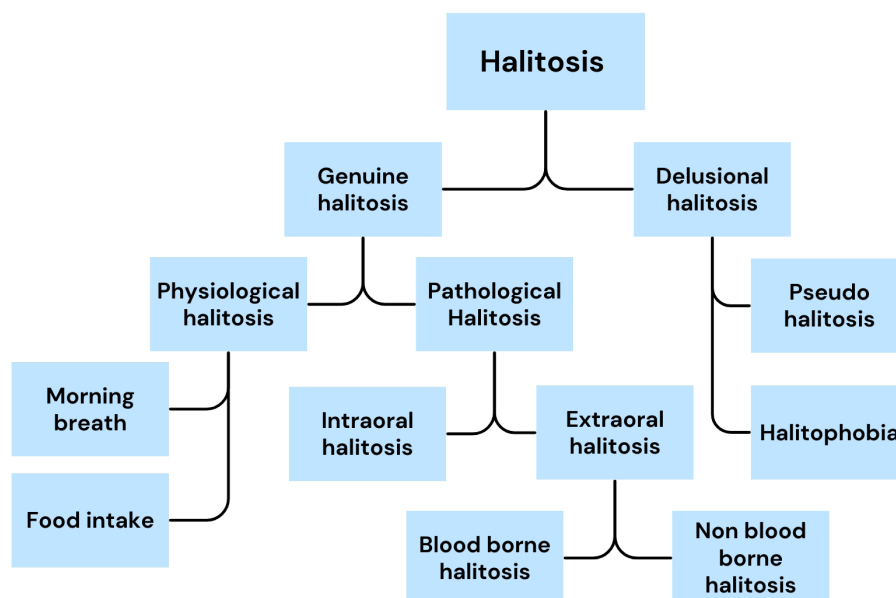 Halitosis
Genuine
halitosis
Delusional
halitosis
Physiological
halitosis
Pathological
Halitosis
Pseudo
halitosis
Morning
breath
Intraoral
halitosis
Extraoral
halitosis
Halitophobia
Food intake
Blood borne
halitosis
Non blood
borne
halitosis